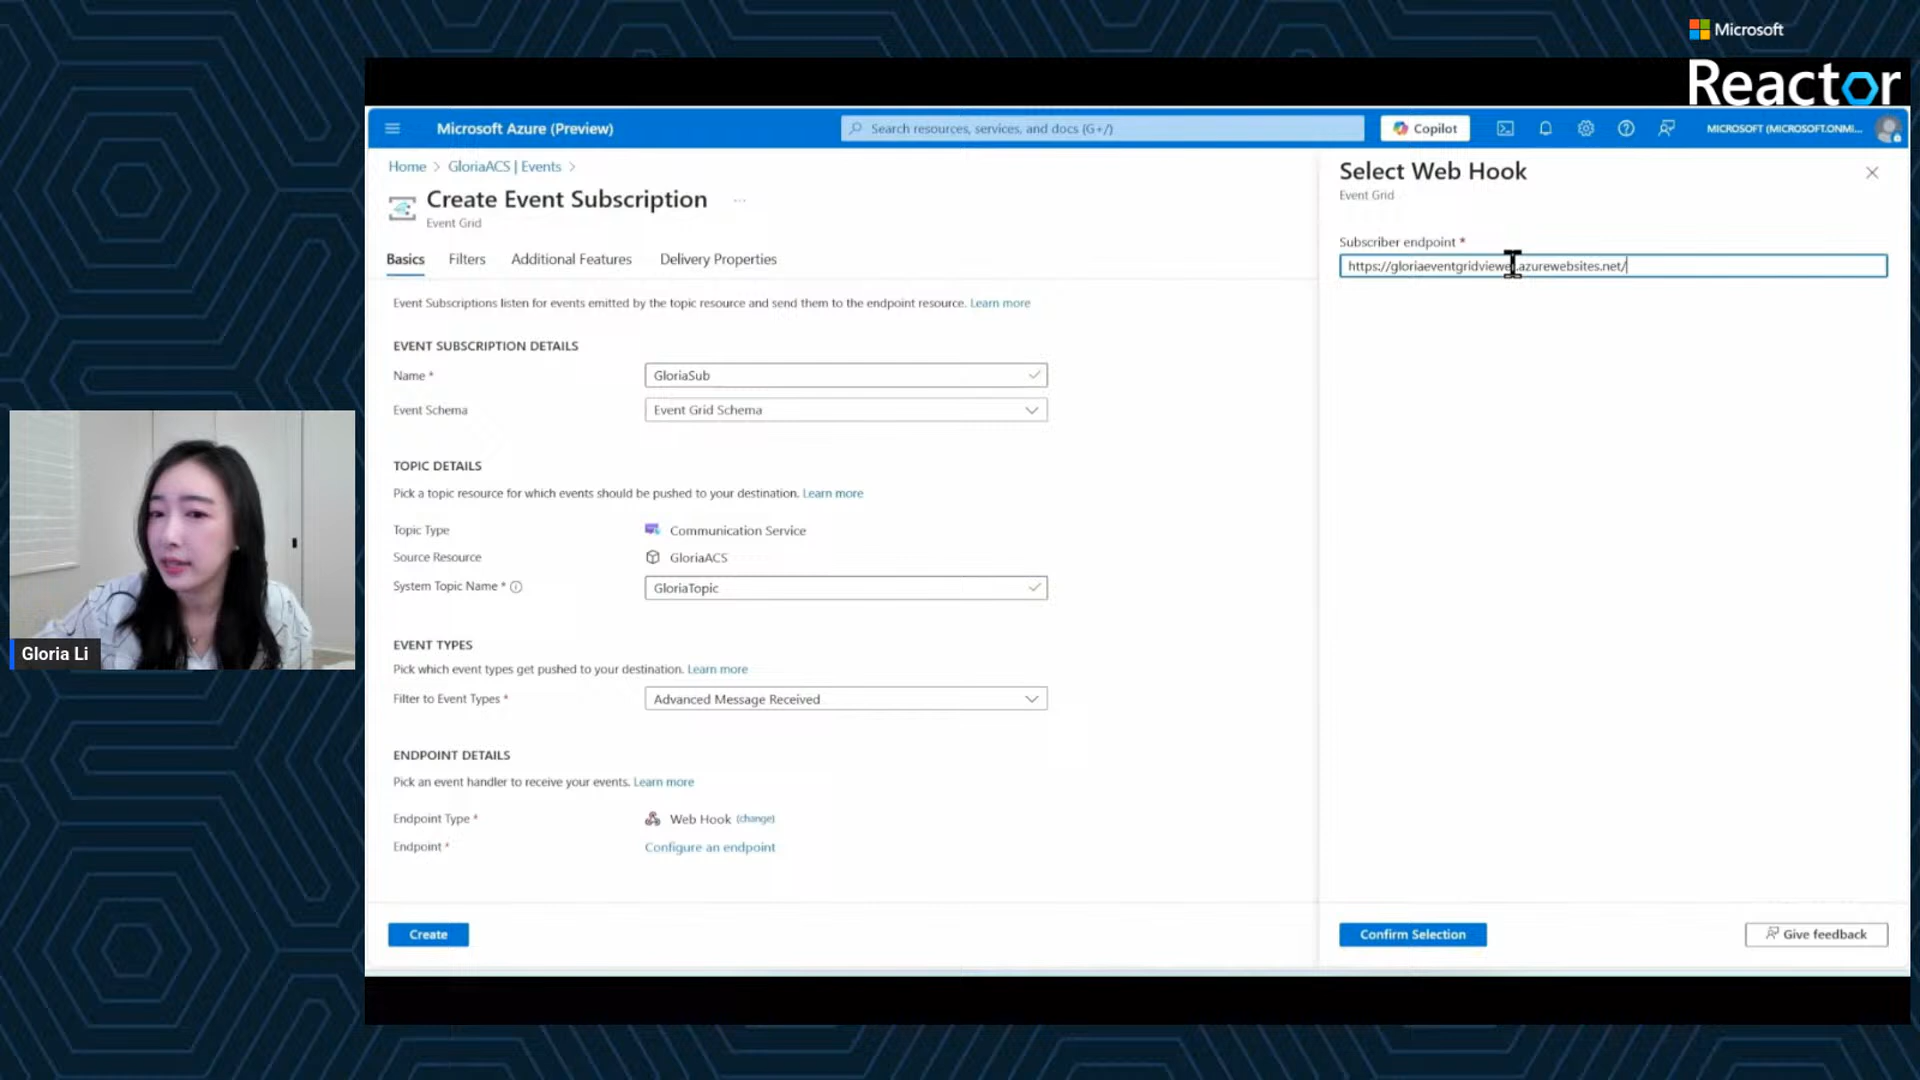 Microsoft
Reactor
Microsoft Azure (Preview)
Search resources, services, and docs (G+/)
Copilot
MICROSOFT (MICROSOFT.ONMI...
Home > GloriaACS | Events >
Create Event Subscription ...
Event Grid
Basics Filters Additional Features Delivery Properties
Event Subscriptions listen for events emitted by the topic resource and send them to the endpoint resource. Learn more
EVENT SUBSCRIPTION DETAILS
Name * GloriaSub
Event Schema Event Grid Schema
TOPIC DETAILS
Pick a topic resource for which events should be pushed to your destination. Learn more
Topic Type Communication Service
Source Resource GloriaACS
System Topic Name * GloriaTopic
EVENT TYPES
Pick which event types get pushed to your destination. Learn more
Filter to Event Types * Advanced Message Received
ENDPOINT DETAILS
Pick an event handler to receive your events. Learn more
Endpoint Type * Web Hook (change)
Endpoint * Configure an endpoint
Create
Select Web Hook
Event Grid
Subscriber endpoint *
https://gloriaeventgridviewer.azurewebsites.net/
Confirm Selection
Give feedback
Gloria Li